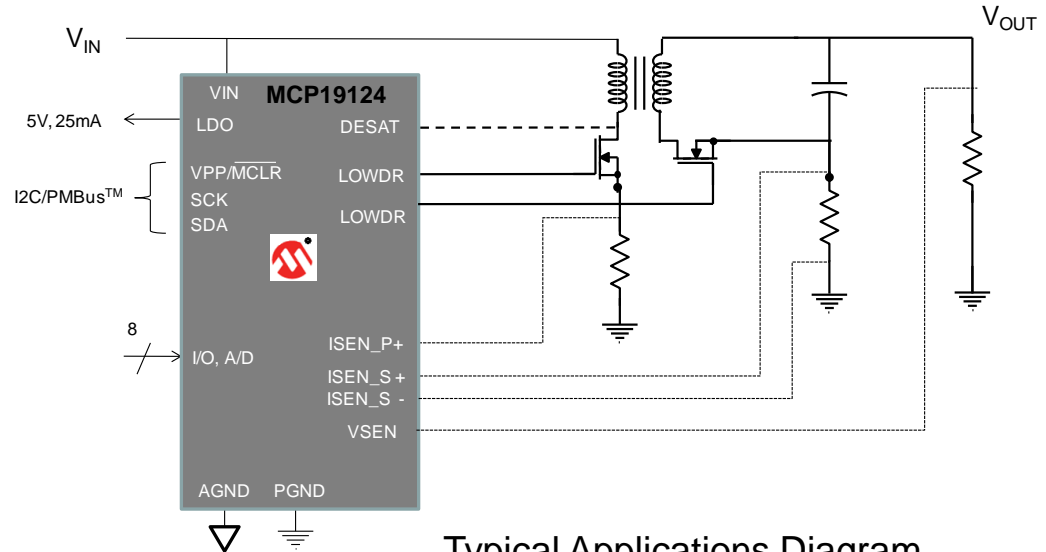 VIN
VOUT
VIN
MCP19124
5V, 25mA
LDO
DESAT
I2C/PMBus™
VPP/MCLR
LOWDR
SCK
SDA
LOWDR
8
I/O, A/D
ISEN_P+
ISEN_S +
ISEN_S -
VSEN
AGND
PGND
Typical Applications Diagram